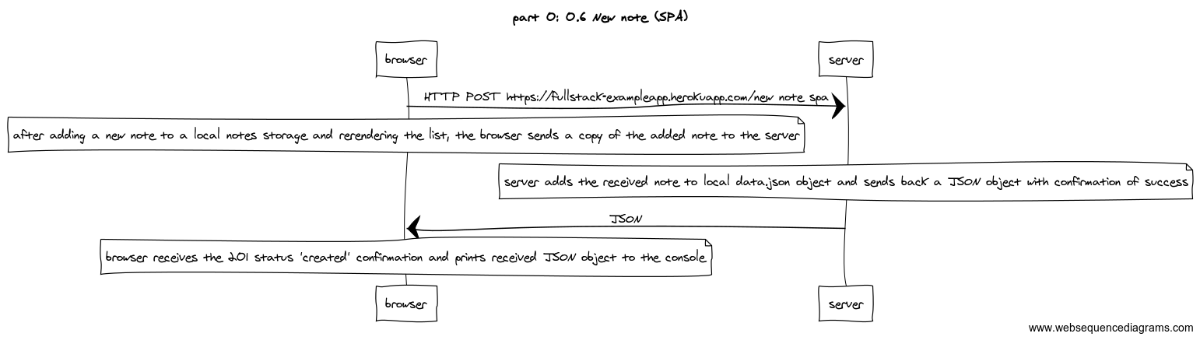 part 0: 0.6 New note (SPA)
browser
server
HTTP POST https://fullstack-exampleapp.herokuapp.com/new note spa
after adding a new note to a local notes storage and rerendering the list, the browser sends a copy of the added note to the server
server adds the received note to local data.json object and sends back a JSON object with confirmation of success
JSON
browser receives the 201 status 'created' confirmation and prints received JSON object to the console
browser
server
www.websequencediagrams.com